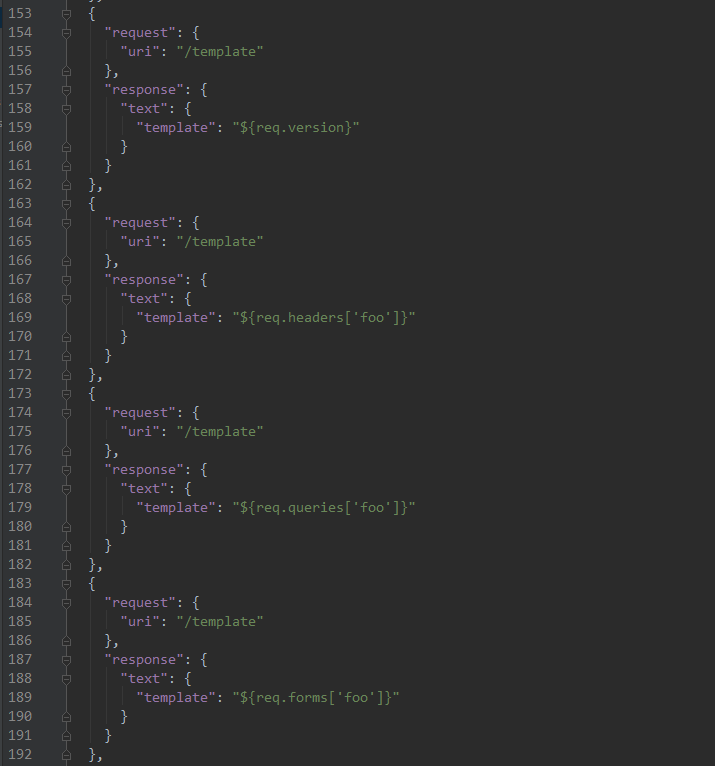 153 {
154 "request": {
155 "uri": "/template"
156 },
157 "response": {
158 "text": {
159 "template": "${req.version}"
160 }
161 }
162 },
163 {
164 "request": {
165 "uri": "/template"
166 },
167 "response": {
168 "text": {
169 "template": "${req.headers['foo']}"
170 }
171 }
172 },
173 {
174 "request": {
175 "uri": "/template"
176 },
177 "response": {
178 "text": {
179 "template": "${req.queries['foo']}"
180 }
181 }
182 },
183 {
184 "request": {
185 "uri": "/template"
186 },
187 "response": {
188 "text": {
189 "template": "${req.forms['foo']}"
190 }
191 }
192 },